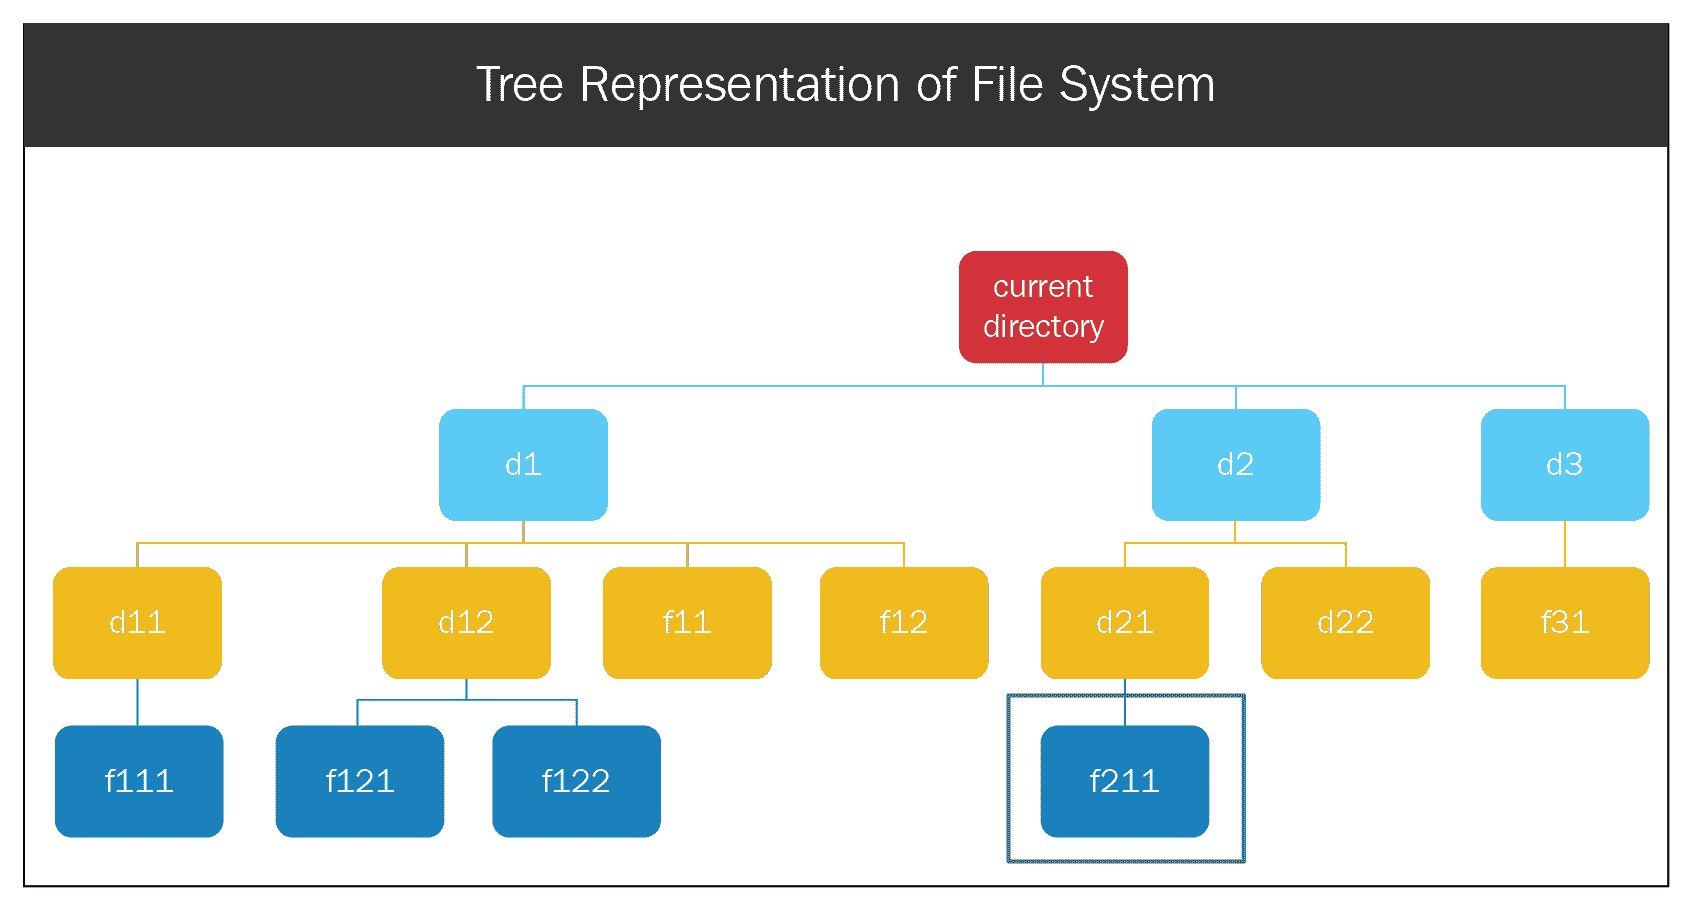 Tree Representation of File System
current
directory
d1
d2
d3
d11
d12
f11
f12
d21
d22
f31
f111
f121
f122
f211